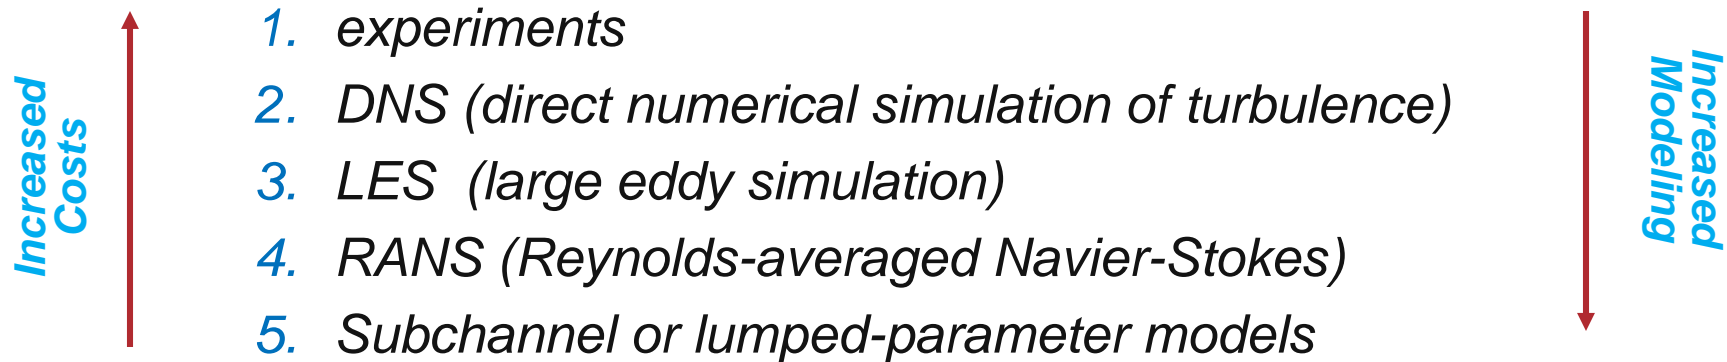 Increased
Costs
1. experiments
2. DNS (direct numerical simulation of turbulence)
3. LES (large eddy simulation)
4. RANS (Reynolds-averaged Navier-Stokes)
5. Subchannel or lumped-parameter models
Increased
Modeling